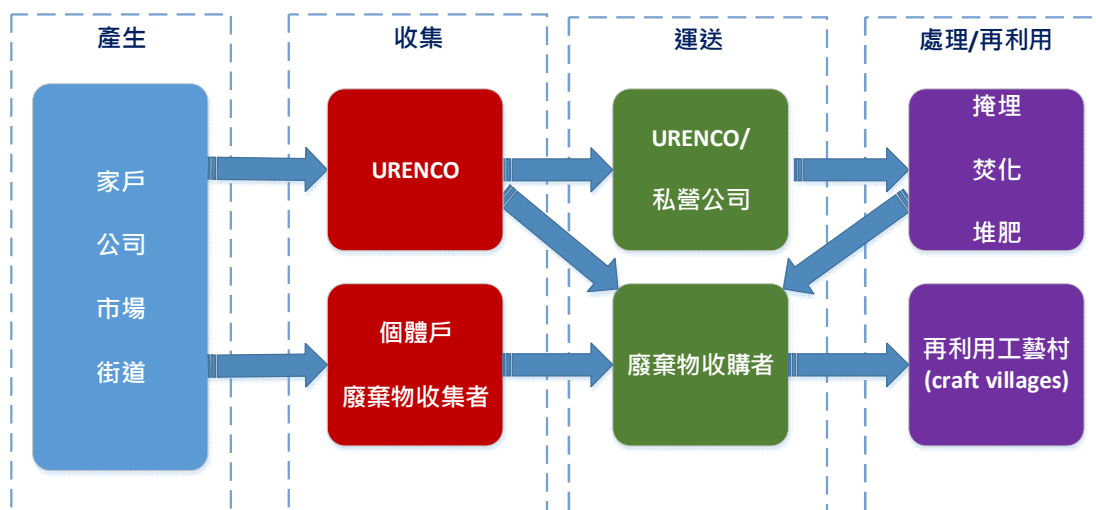 產生
收集
運送
處理/再利用
家戶
公司
市場
街道
URENCO
URENCO/
私營公司
掩埋
焚化
堆肥
個體戶
廢棄物收集者
廢棄物收購者
再利用工藝村
(craft villages)